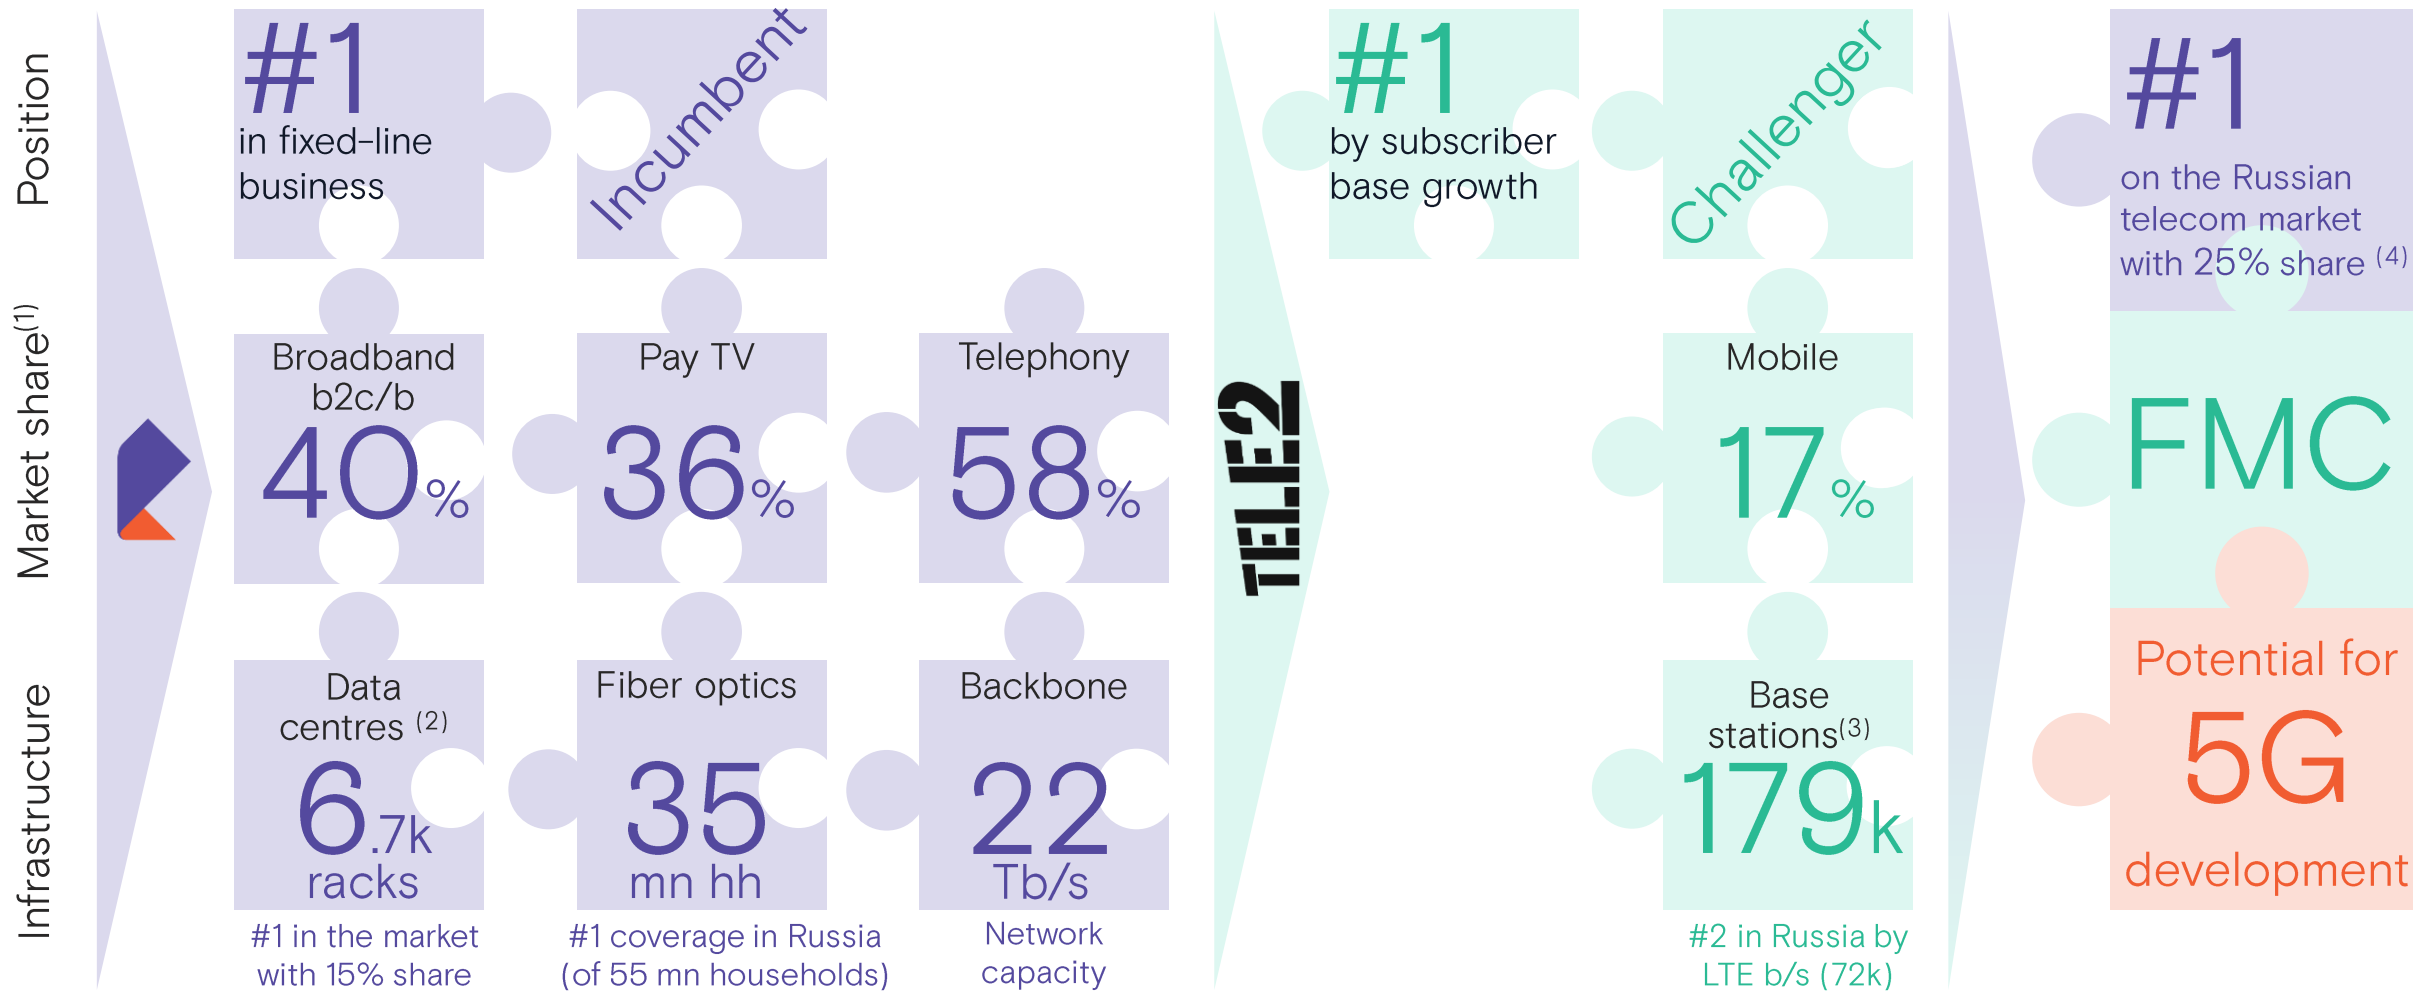 Position
#1
in fixed-line
business
Incumbent
#1
by subscriber
base growth
Challenger
#1
on the Russian
telecom market
with 25% share (4)
Market share(1)
Broadband
b2c/b
40%
Pay TV
36%
Telephony
58%
TELE2
Mobile
17%
FMC
Infrastructure
Data
centres (2)
6.7k
racks
#1 in the market
with 15% share
Fiber optics
35
mn hh
#1 coverage in Russia
(of 55 mn households)
Backbone
22
Tb/s
Network
capacity
Base
stations(3)
179k
#2 in Russia by
LTE b/s (72k)
Potential for
5G
development